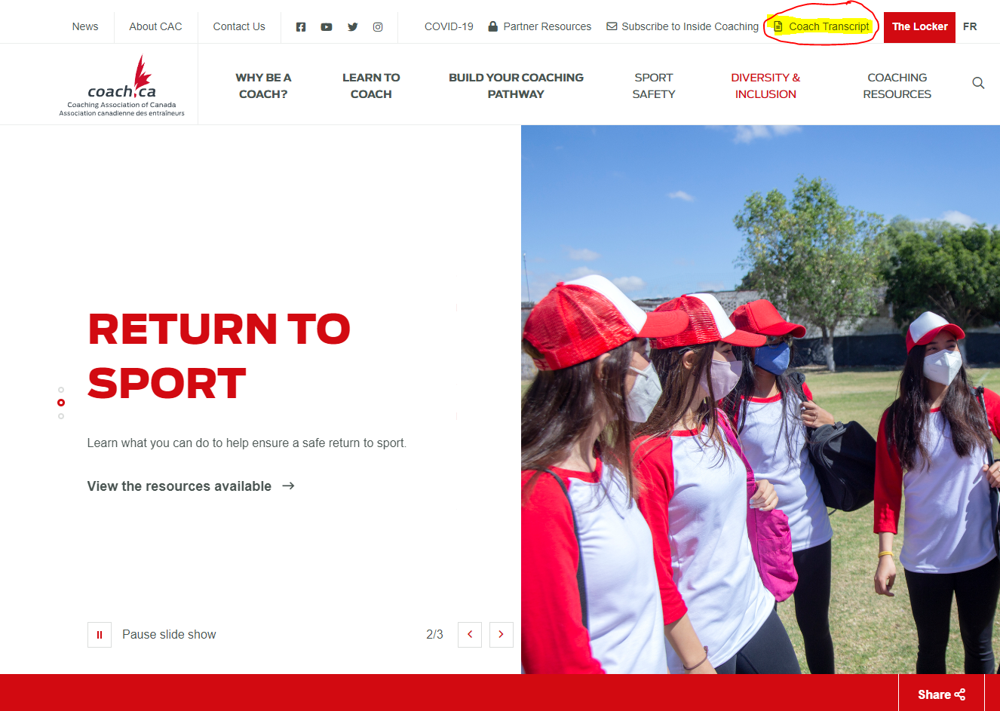 News
About CAC
Contact Us
COVID-19
Partner Resources
Subscribe to Inside Coaching
Coach Transcript
The Locker
FR
coach.ca
Coaching Association of Canada
Association canadienne des entraîneurs
WHY BE A
COACH?
LEARN TO
COACH
BUILD YOUR COACHING
PATHWAY
SPORT
SAFETY
DIVERSITY &
INCLUSION
COACHING
RESOURCES
RETURN TO
SPORT
Learn what you can do to help ensure a safe return to sport.
View the resources available →
Pause slide show
2/3
Share